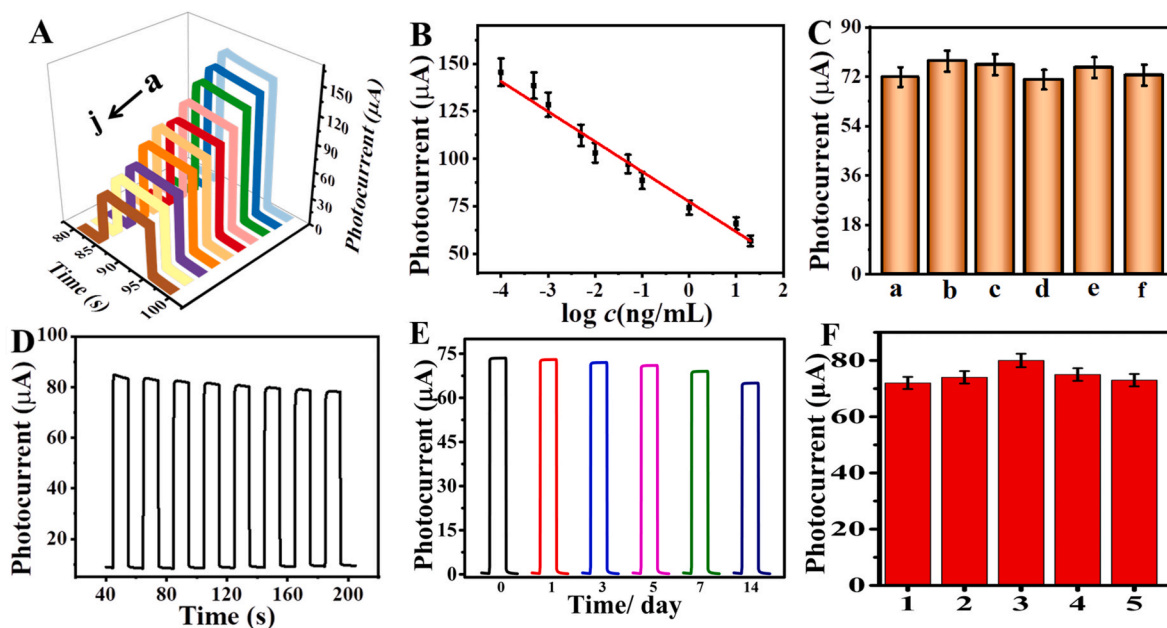 A
j
a
150
120
90
60
30
0
Photocurrent (μA)
80
85
90
95
100
Time (s)
B
Photocurrent (μA)
150
125
100
75
50
-4 -3 -2 -1 0 1 2
log c(ng/mL)
C
Photocurrent (μA)
90
72
54
36
18
0
a b c d e f
D
Photocurrent (μA)
100
80
60
40
20
40 80 120 160 200
Time (s)
E
Photocurrent (μA)
75
60
45
30
15
0
0 1 3 5 7 14
Time/ day
F
Photocurrent (μA)
80
60
40
20
0
1 2 3 4 5